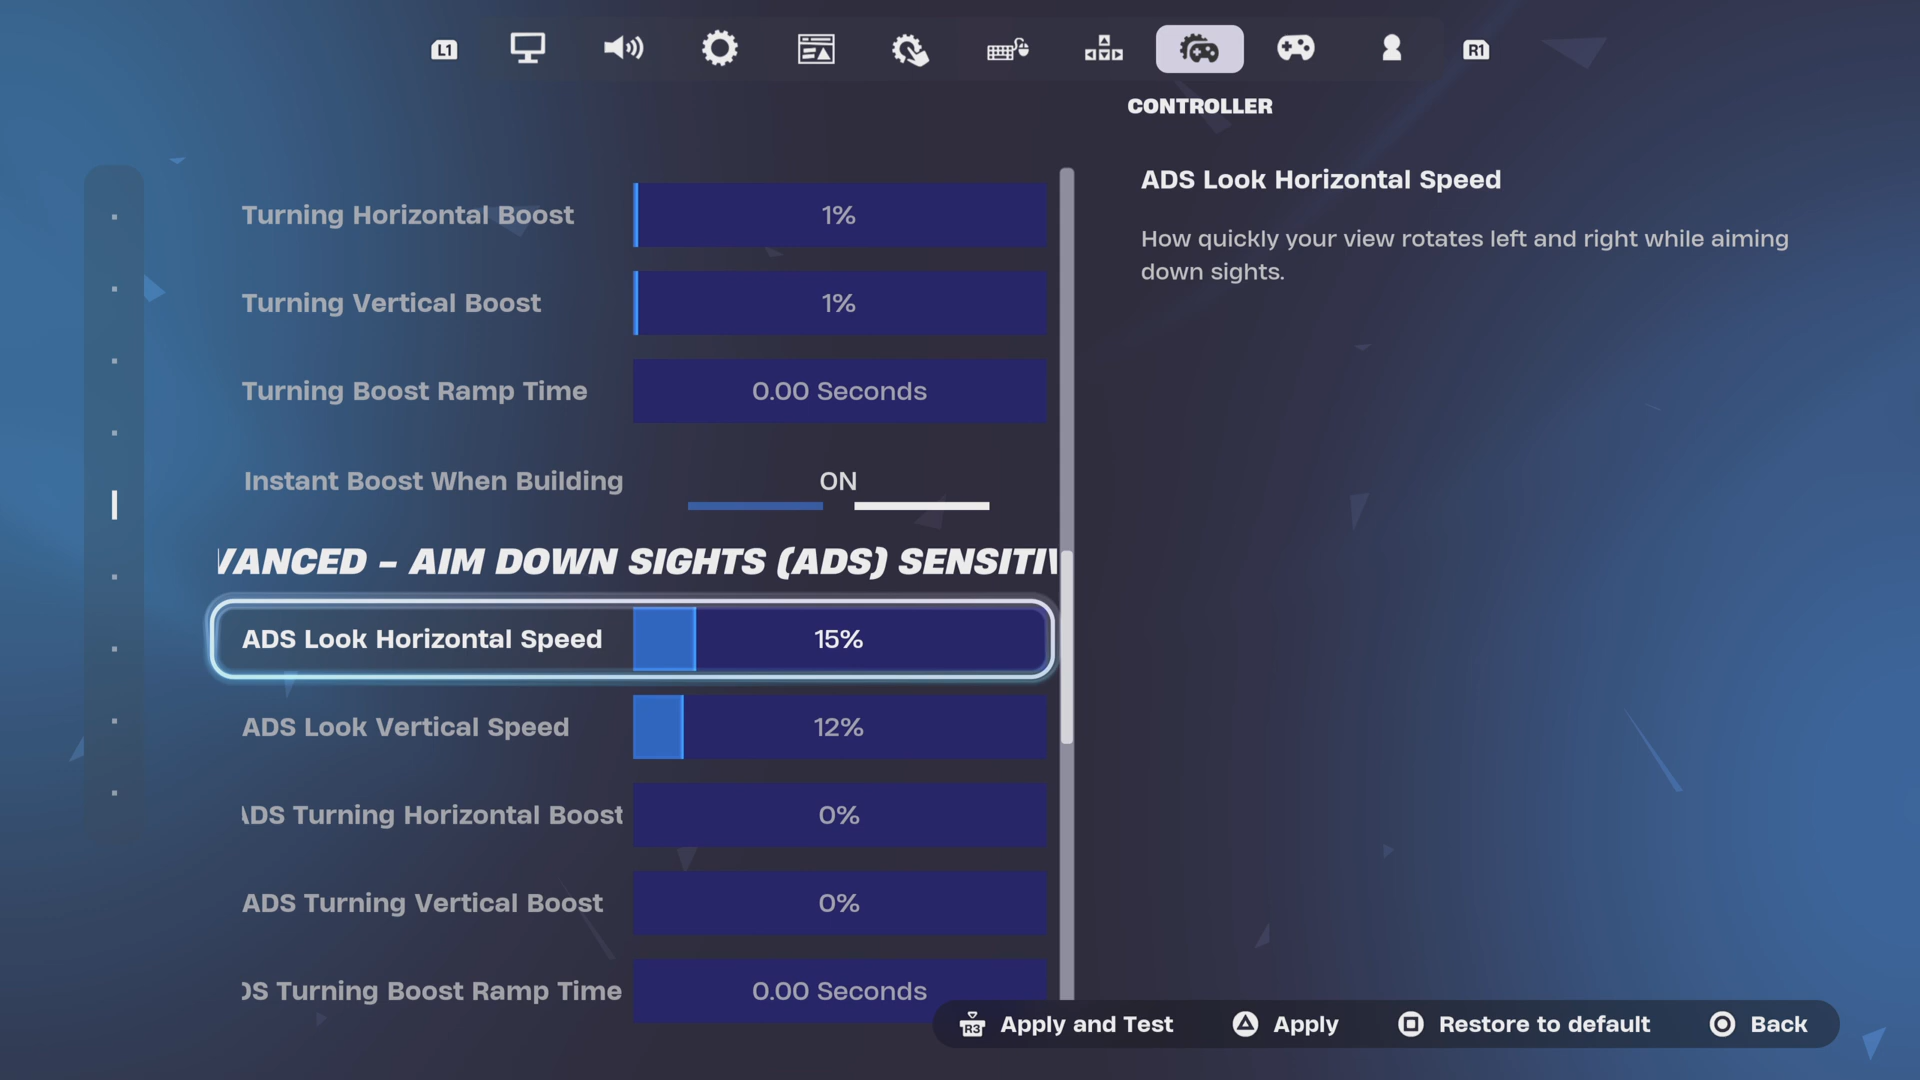 L1
R1
CONTROLLER
Turning Horizontal Boost
1%
Turning Vertical Boost
1%
Turning Boost Ramp Time
0.00 Seconds
Instant Boost When Building
ON
VANCED – AIM DOWN SIGHTS (ADS) SENSITIV
ADS Look Horizontal Speed
15%
ADS Look Vertical Speed
12%
ADS Turning Horizontal Boost
0%
ADS Turning Vertical Boost
0%
DS Turning Boost Ramp Time
0.00 Seconds
ADS Look Horizontal Speed
How quickly your view rotates left and right while aiming
down sights.
R3 Apply and Test
Apply
Restore to default
Back